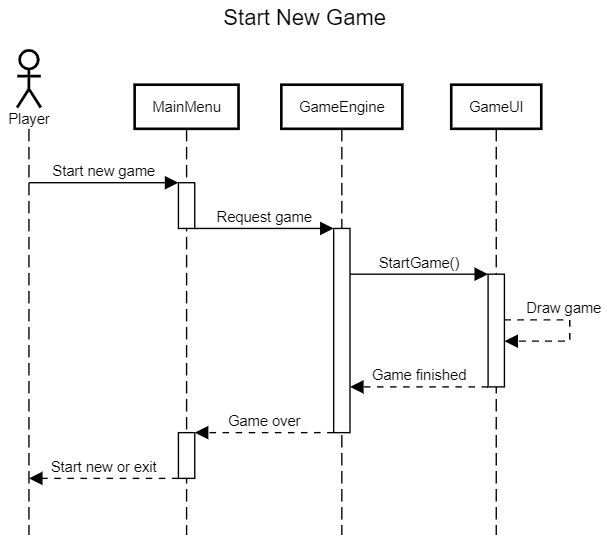 Start New Game
Player
MainMenu
GameEngine
GameUI
Start new game
Request game
StartGame()
Draw game
Game finished
Game over
Start new or exit